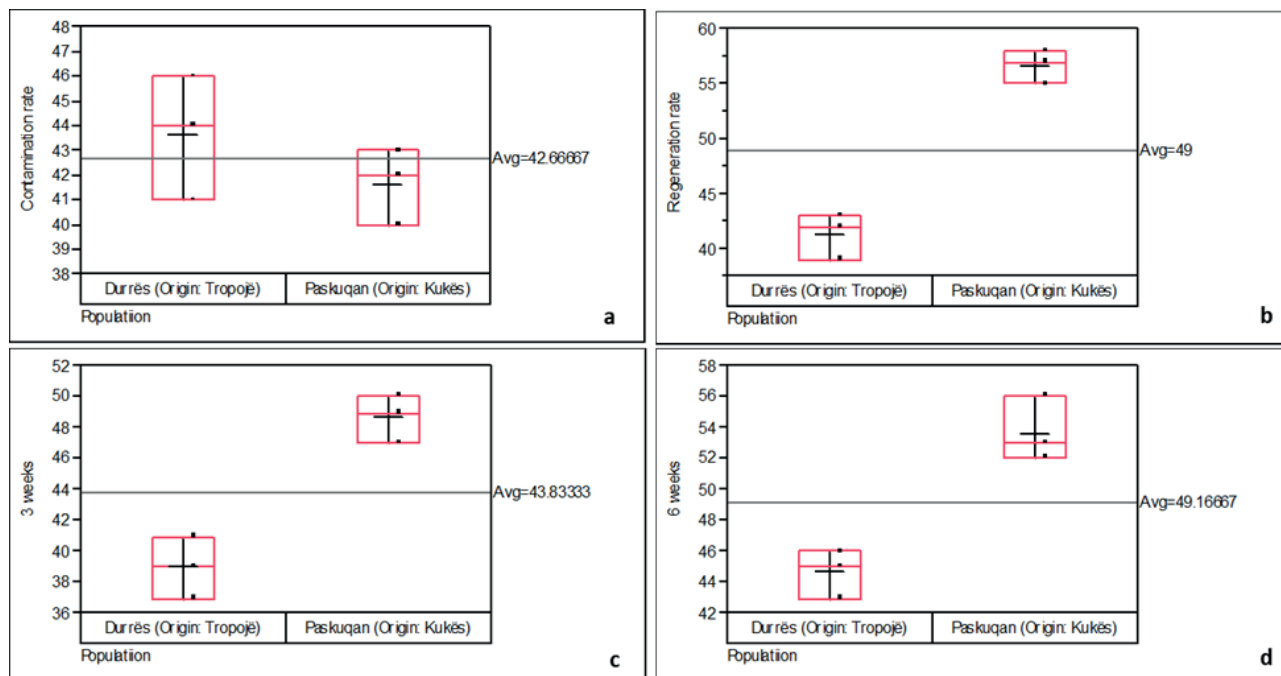 48
47
46
45
44
43
42
41
40
39
38
Contamination rate
Avg=42.66667
Durrës (Origin: Tropojë) Paskuqan (Origin: Kukës)
Populatiion
a
60
55
50
45
40
Regeneration rate
Avg=49
Durrës (Origin: Tropojë) Paskuqan (Origin: Kukës)
Populatiion
b
52
50
48
46
44
42
40
38
36
3 weeks
Avg=43.83333
Durrës (Origin: Tropojë) Paskuqan (Origin: Kukës)
Populatiion
c
58
56
54
52
50
48
46
44
42
6 weeks
Avg=49.16667
Durrës (Origin: Tropojë) Paskuqan (Origin: Kukës)
Populatiion
d